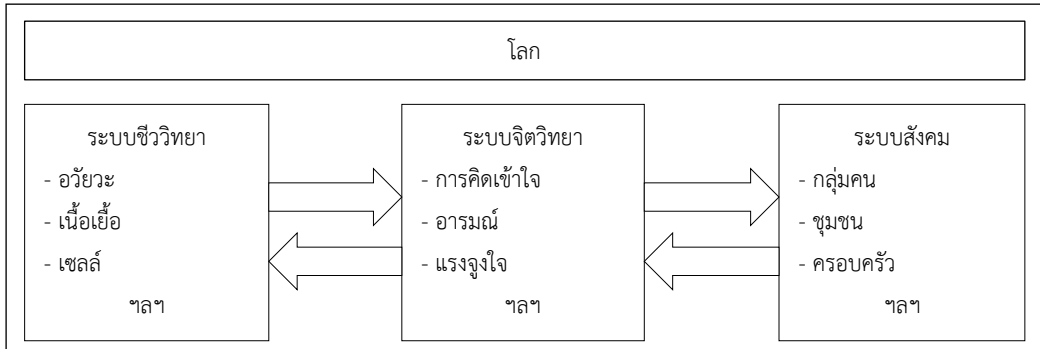 โลก
ระบบชีววิทยา
- อวัยวะ
- เนื้อเยื่อ
- เซลล์
ฯลฯ
ระบบจิตวิทยา
- การคิดเข้าใจ
- อารมณ์
- แรงจูงใจ
ฯลฯ
ระบบสังคม
- กลุ่มคน
- ชุมชน
- ครอบครัว
ฯลฯ